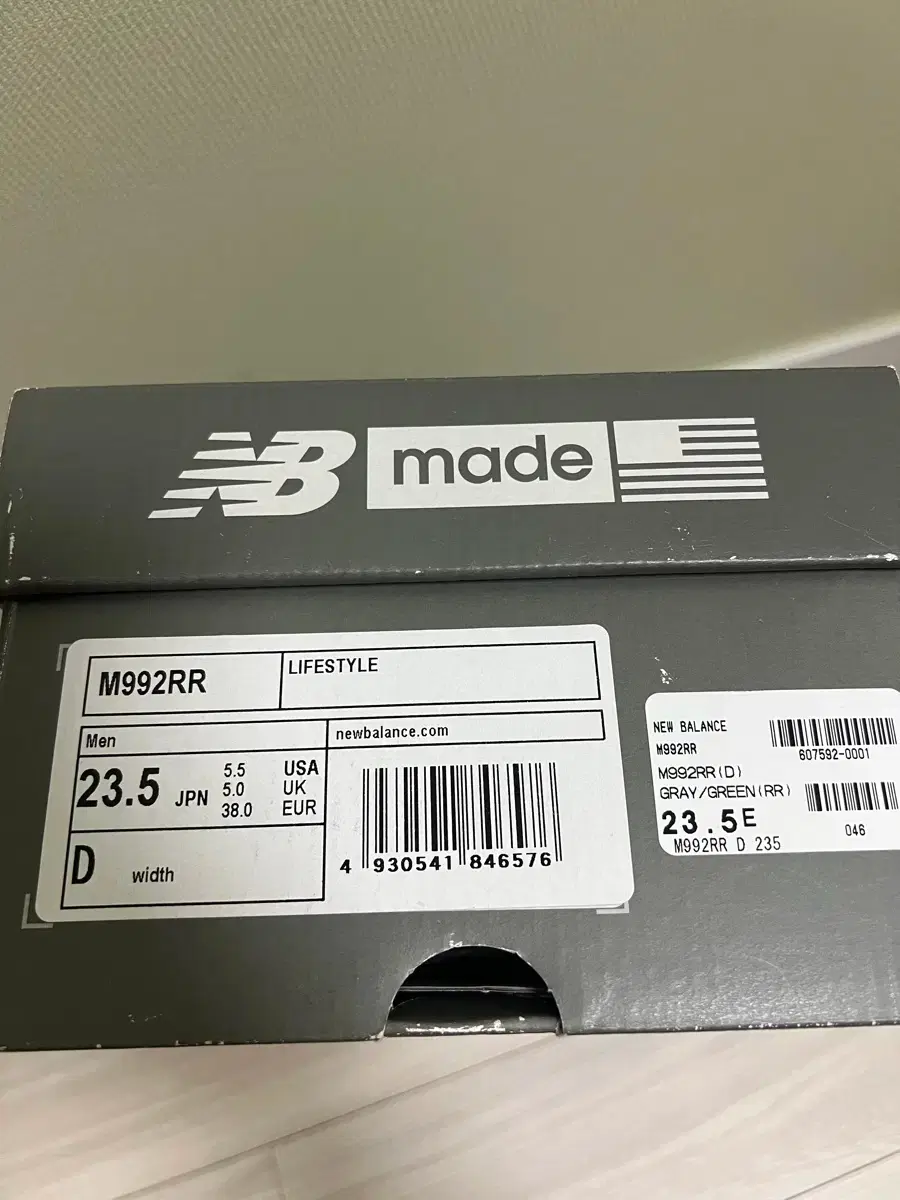 NB made
M992RR
LIFESTYLE
Men
newbalance.com
23.5 JPN
5.5 USA
5.0 UK
38.0 EUR
D width
4 930541 846576
NEW BALANCE
M992RR
607592-0001
M992RR(D)
GRAY/GREEN(RR)
23.5E
046
M992RR D 235